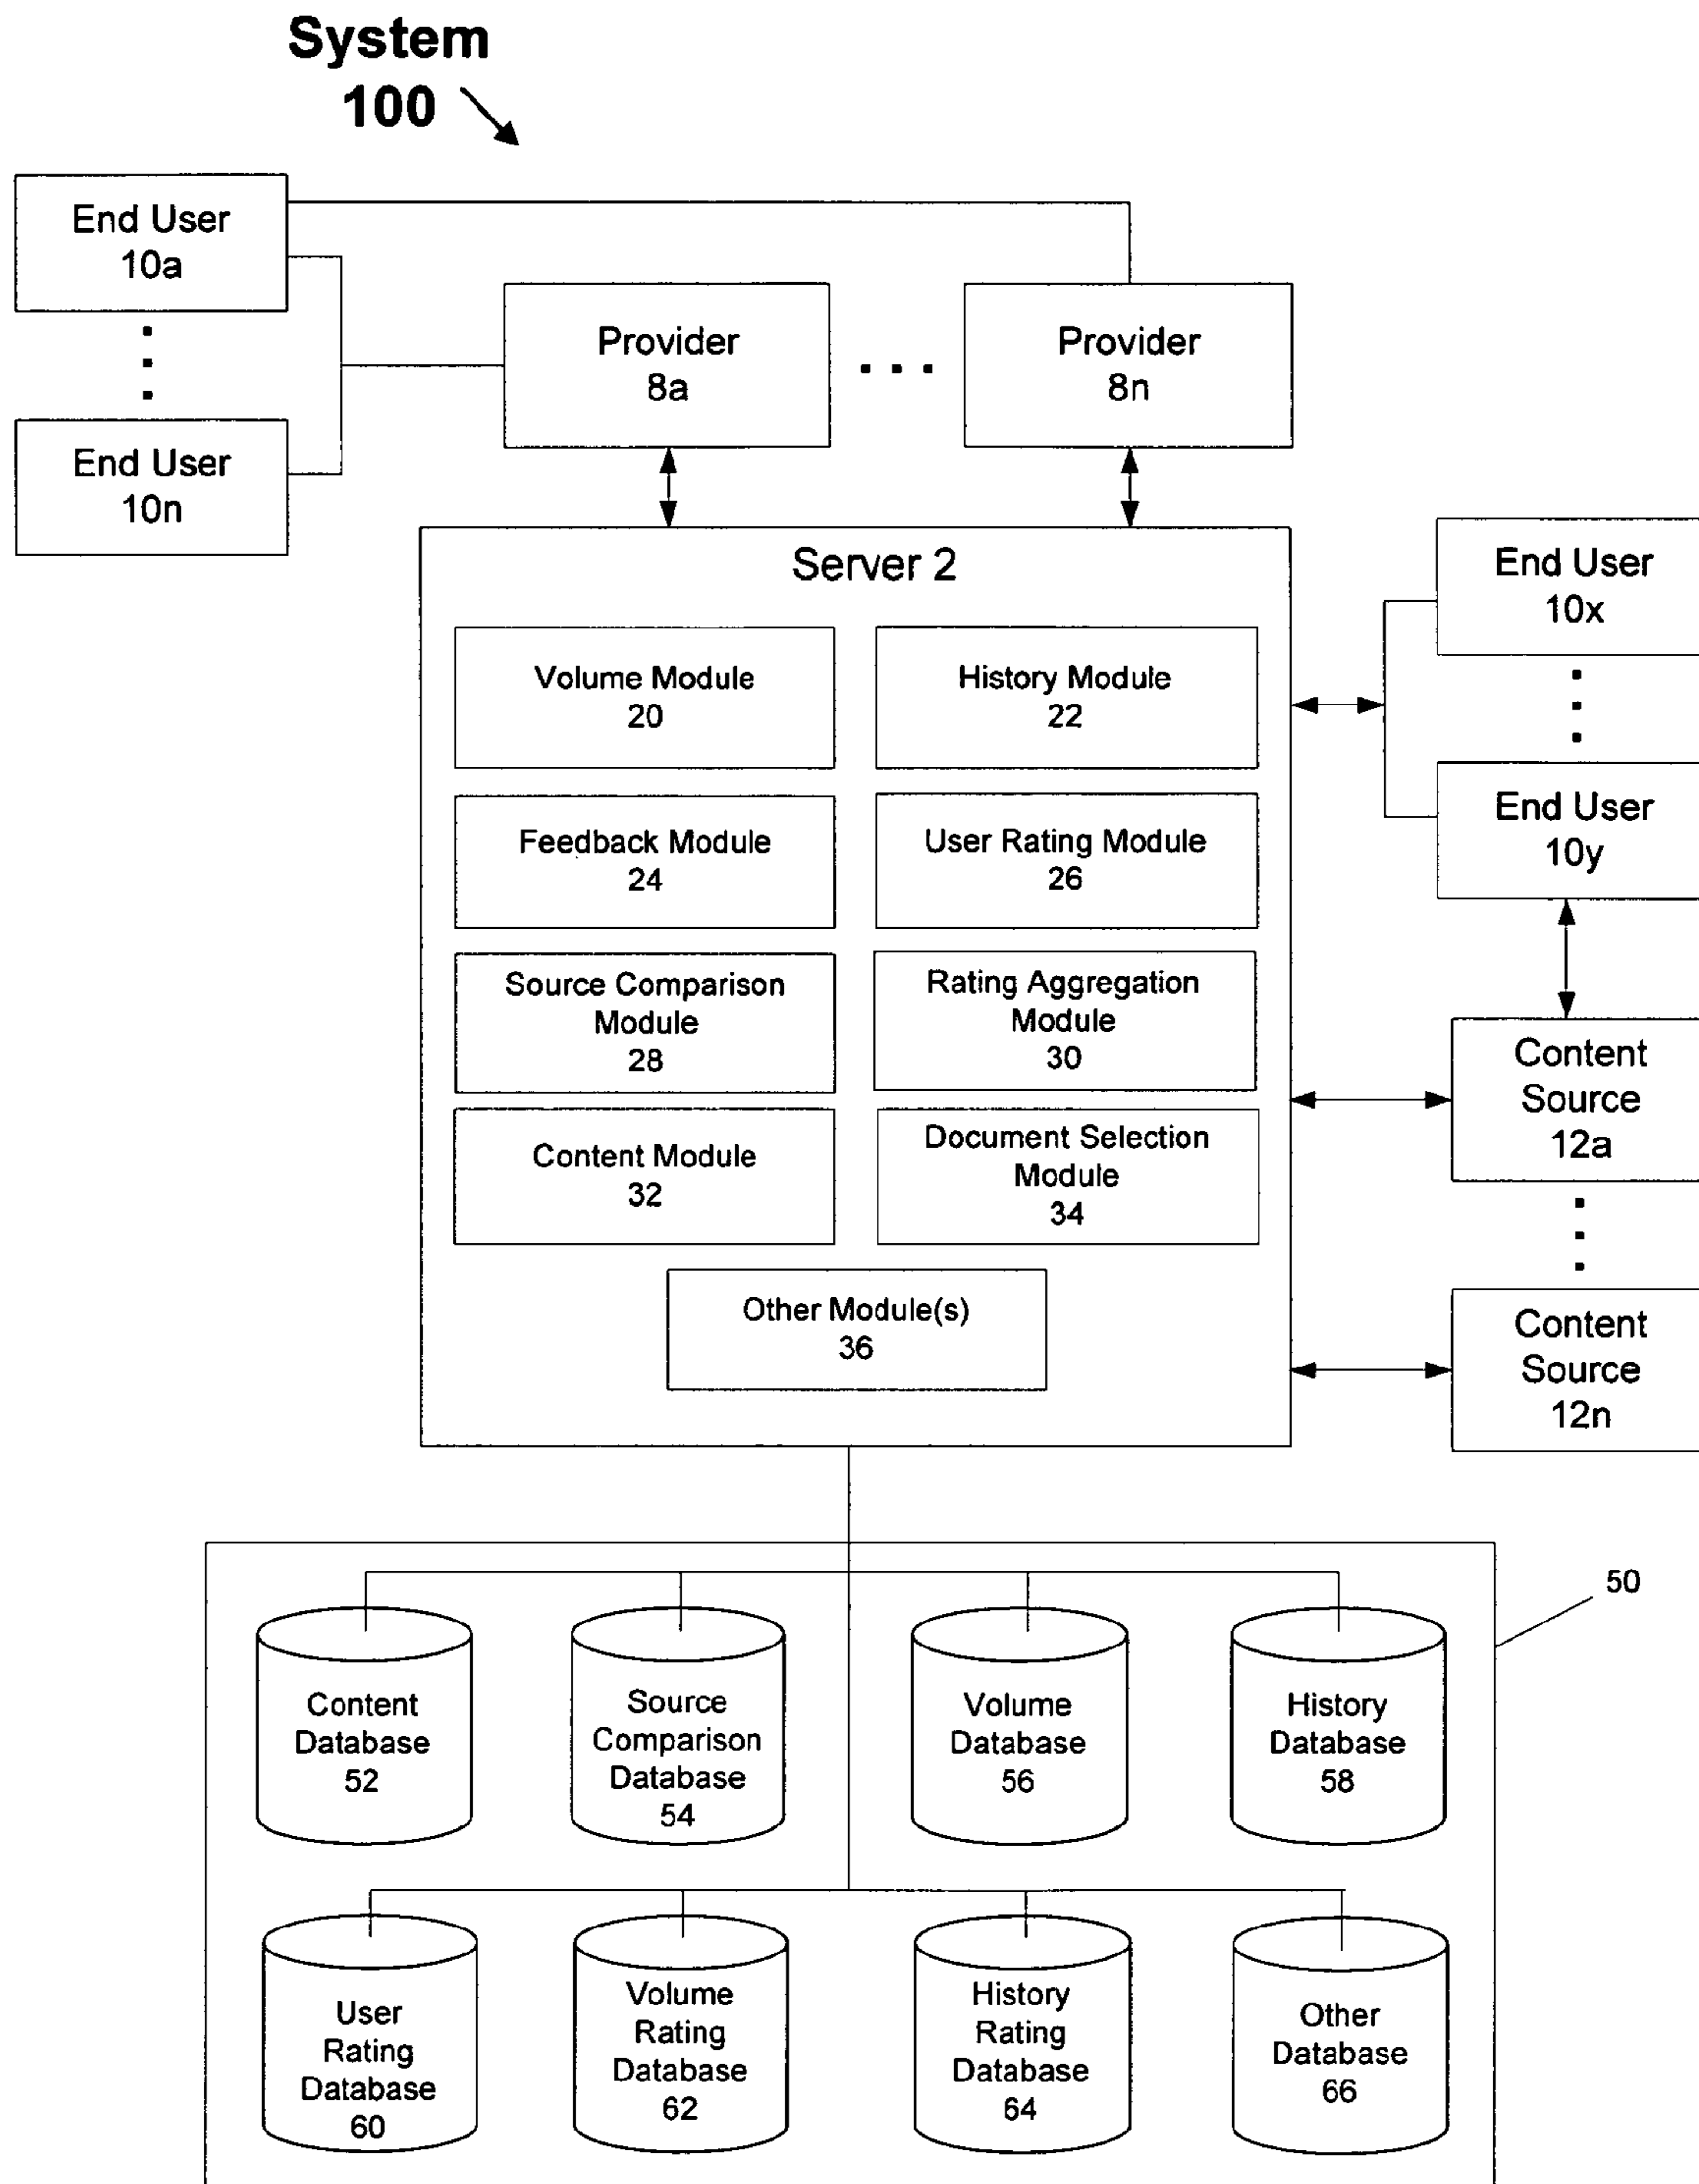 System
100
End User
10a
Provider
8a
. . .
Provider
8n
End User
10n
Server 2
End User
10x
Volume Module
20
History Module
22
End User
10y
Feedback Module
24
User Rating Module
26
Source Comparison
Module
28
Rating Aggregation
Module
30
Content
Source
12a
Content Module
32
Document Selection
Module
34
Other Module(s)
36
Content
Source
12n
50
Content
Database
52
Source
Comparison
Database
54
Volume
Database
56
History
Database
58
User
Rating
Database
60
Volume
Rating
Database
62
History
Rating
Database
64
Other
Database
66